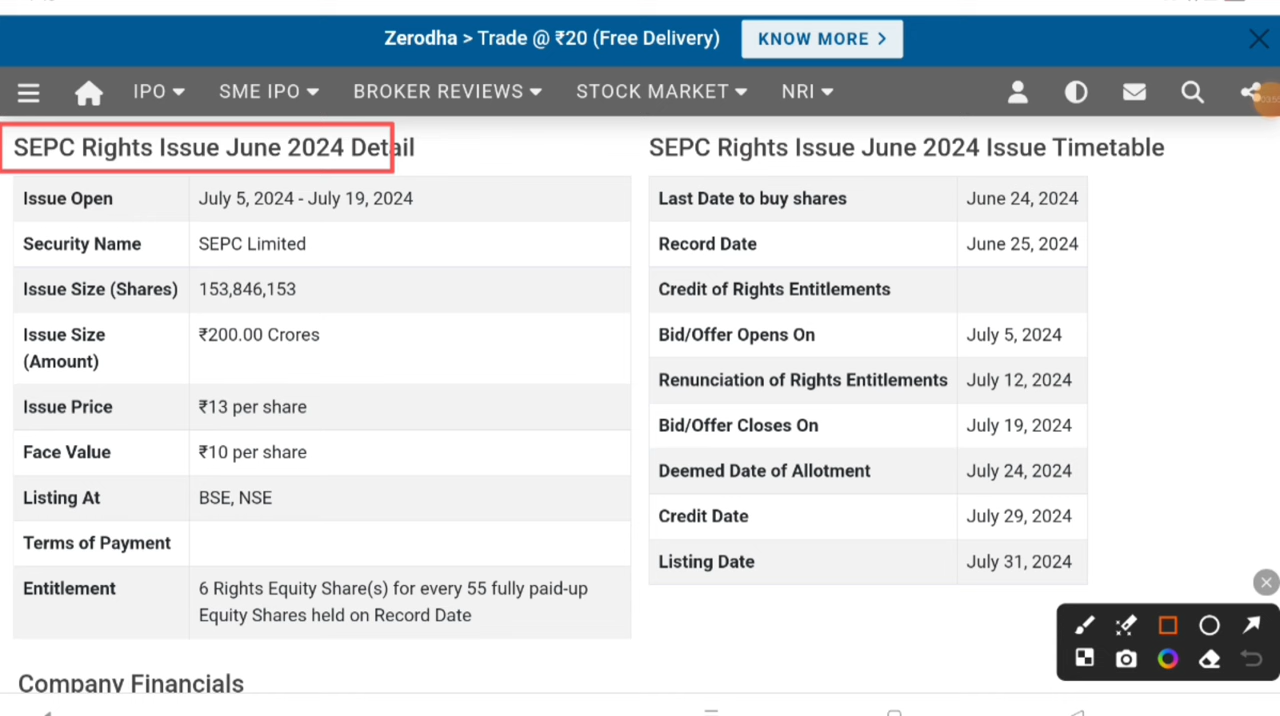 Zerodha > Trade @ ₹20 (Free Delivery) KNOW MORE >
IPO SME IPO BROKER REVIEWS STOCK MARKET NRI
SEPC Rights Issue June 2024 Detail
Issue Open July 5, 2024 - July 19, 2024
Security Name SEPC Limited
Issue Size (Shares) 153,846,153
Issue Size ₹200.00 Crores
(Amount)
Issue Price ₹13 per share
Face Value ₹10 per share
Listing At BSE, NSE
Terms of Payment
Entitlement 6 Rights Equity Share(s) for every 55 fully paid-up
Equity Shares held on Record Date
SEPC Rights Issue June 2024 Issue Timetable
Last Date to buy shares June 24, 2024
Record Date June 25, 2024
Credit of Rights Entitlements
Bid/Offer Opens On July 5, 2024
Renunciation of Rights Entitlements July 12, 2024
Bid/Offer Closes On July 19, 2024
Deemed Date of Allotment July 24, 2024
Credit Date July 29, 2024
Listing Date July 31, 2024
Company Financials